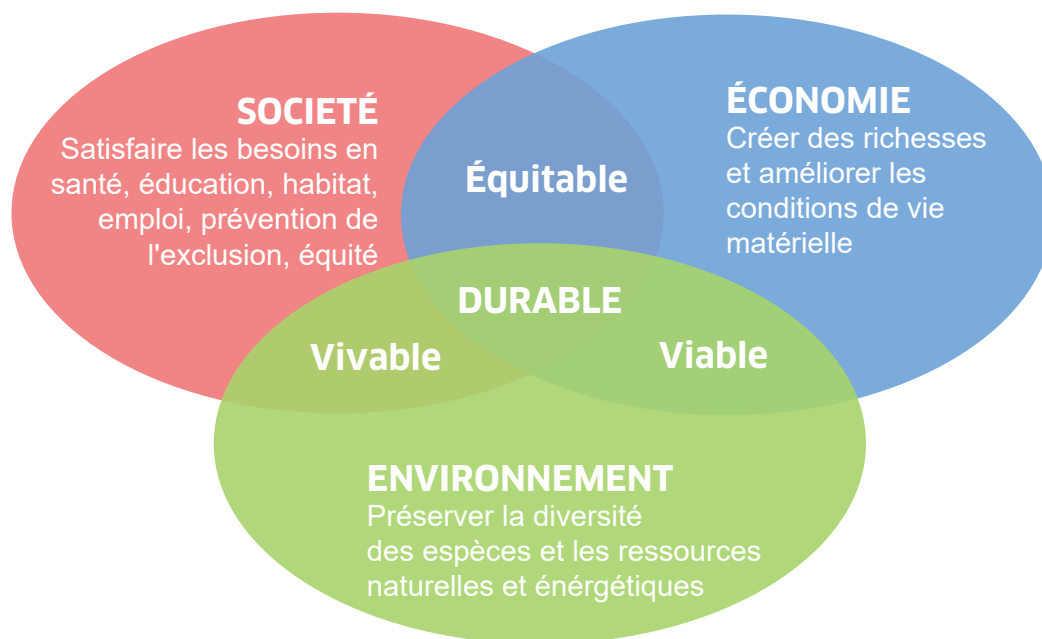 SOCIETÉ
Satisfaire les besoins en
santé, éducation, habitat,
emploi, prévention de
l'exclusion, équité
ÉCONOMIE
Créer des richesses
et améliorer les
conditions de vie
matérielle
Équitable
DURABLE
Vivable
Viable
ENVIRONNEMENT
Préserver la diversité
des espèces et les ressources
naturelles et énérgétiques